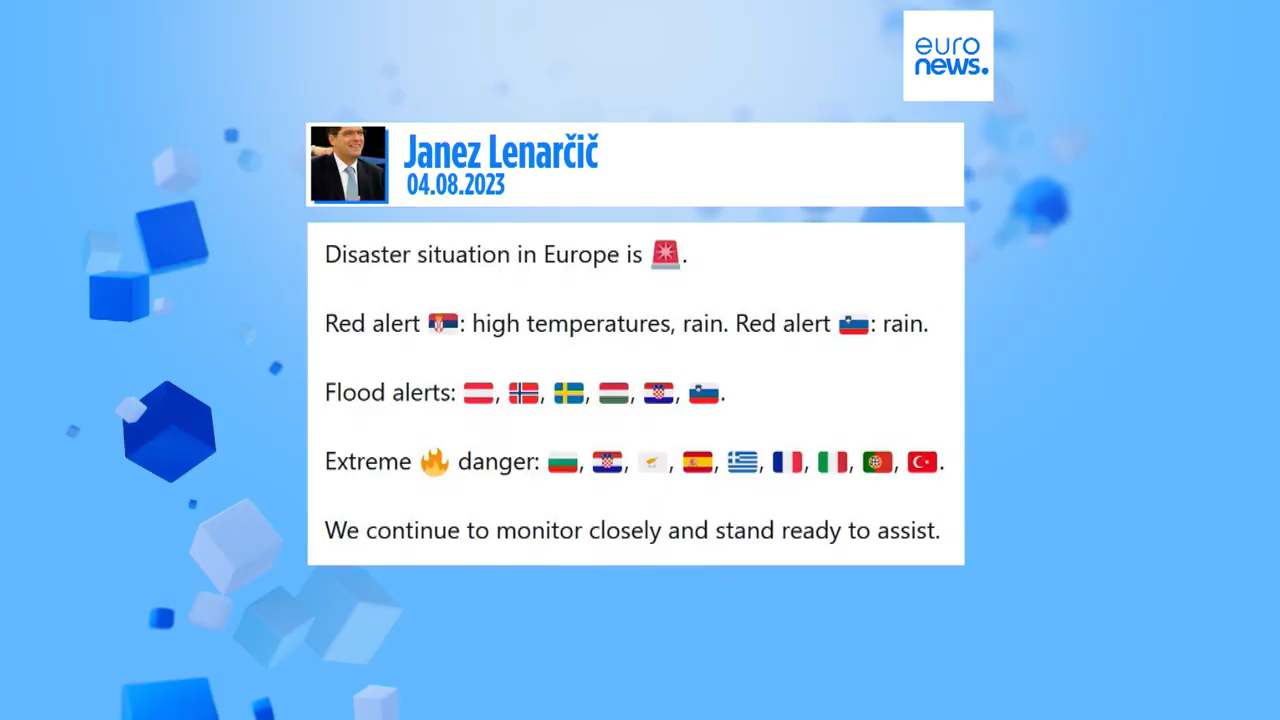 euro
news.
Janez Lenarčič
04.08.2023
Disaster situation in Europe is 🚨.
Red alert 🇷🇸: high temperatures, rain. Red alert 🇸🇮: rain.
Flood alerts: 🇦🇹, 🇳🇴, 🇸🇪, 🇭🇺, 🇭🇷, 🇸🇮.
Extreme 🔥 danger: 🇧🇬, 🇭🇷, 🇨🇾, 🇪🇸, 🇬🇷, 🇫🇷, 🇮🇹, 🇵🇹, 🇹🇷.
We continue to monitor closely and stand ready to assist.